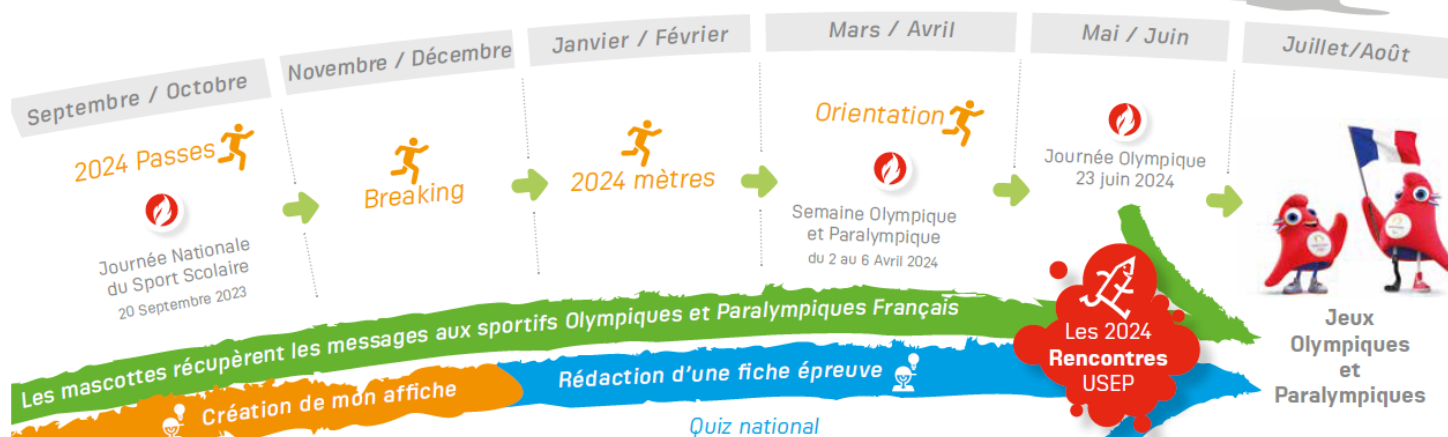 Septembre / Octobre
Novembre / Décembre
Janvier / Février
Mars / Avril
Mai / Juin
Juillet/Août
2024 Passes
Journée Nationale
du Sport Scolaire
20 Septembre 2023
Breaking
2024 mètres
Orientation
Semaine Olympique
et Paralympique
du 2 au 6 Avril 2024
Journée Olympique
23 juin 2024
Les mascottes récupèrent les messages aux sportifs Olympiques et Paralympiques Français
Création de mon affiche
Rédaction d'une fiche épreuve
Quiz national
Les 2024
Rencontres
USEP
Jeux
Olympiques
et
Paralympiques